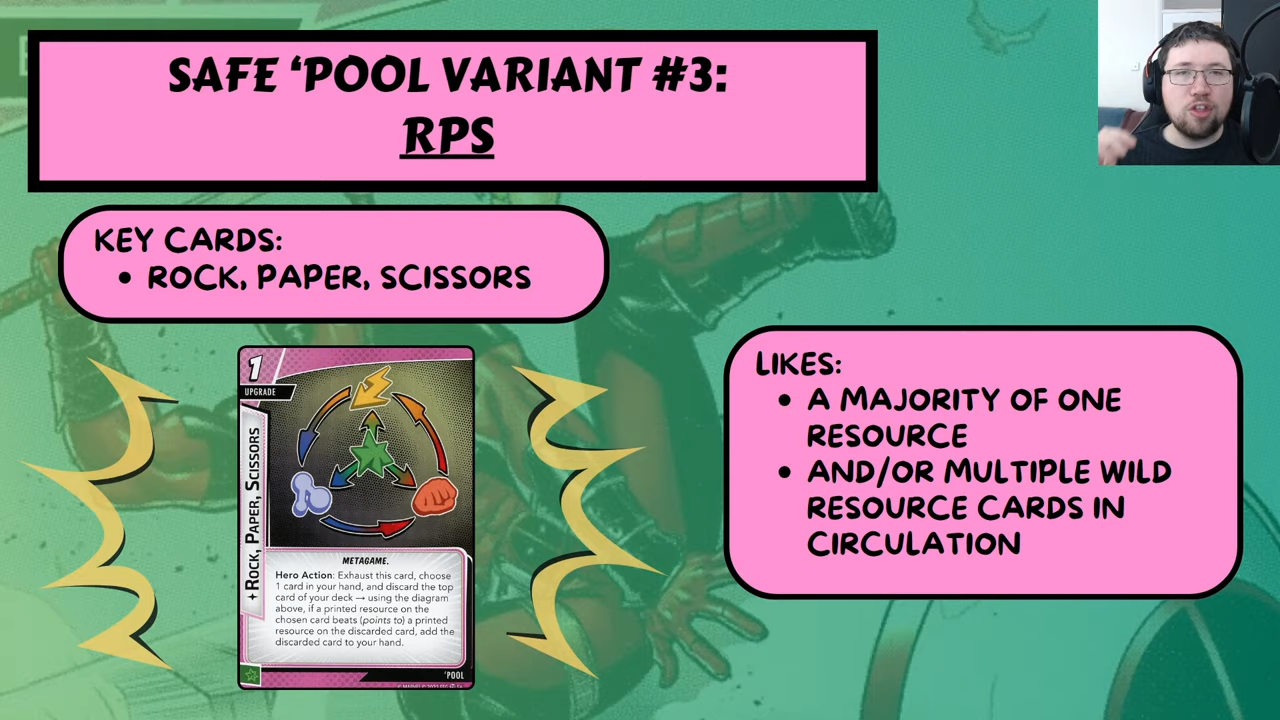 SAFE ‘POOL VARIANT #3:
RPS
KEY CARDS:
• ROCK, PAPER, SCISSORS
1
UPGRADE
ROCK, PAPER, SCISSORS
METAGAME.
Hero Action: Exhaust this card, choose
1 card in your hand, and discard the top
card of your deck → using the diagram
above, if a printed resource on the
chosen card beats (points to) a printed
resource on the discarded card, add the
discarded card to your hand.
‘POOL
LIKES:
• A MAJORITY OF ONE
RESOURCE
• AND/OR MULTIPLE WILD
RESOURCE CARDS IN
CIRCULATION